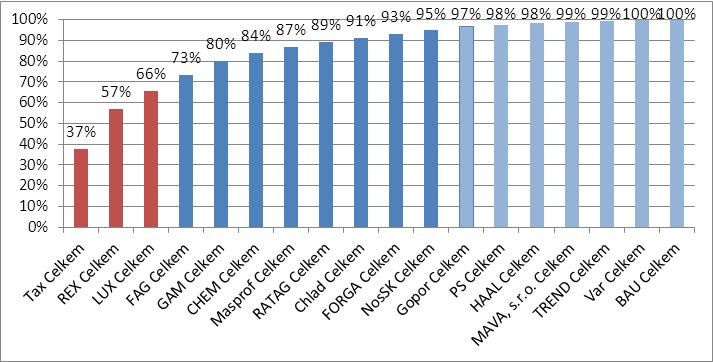 100%
90%
80%
70%
60%
50%
40%
30%
20%
10%
0%
37%
57%
66%
73%
80%
84%
87%
89%
91%
93%
95%
97%
98%
98%
99%
99%
100%
100%
Tax Celkem
REX Celkem
LUX Celkem
FAG Celkem
GAM Celkem
CHEM Celkem
Masprof Celkem
RATAG Celkem
Chlad Celkem
FORGA Celkem
NosSK Celkem
Gopor Celkem
PS Celkem
HAAL Celkem
MAVA, s.r.o. Celkem
TREND Celkem
Var Celkem
BAU Celkem